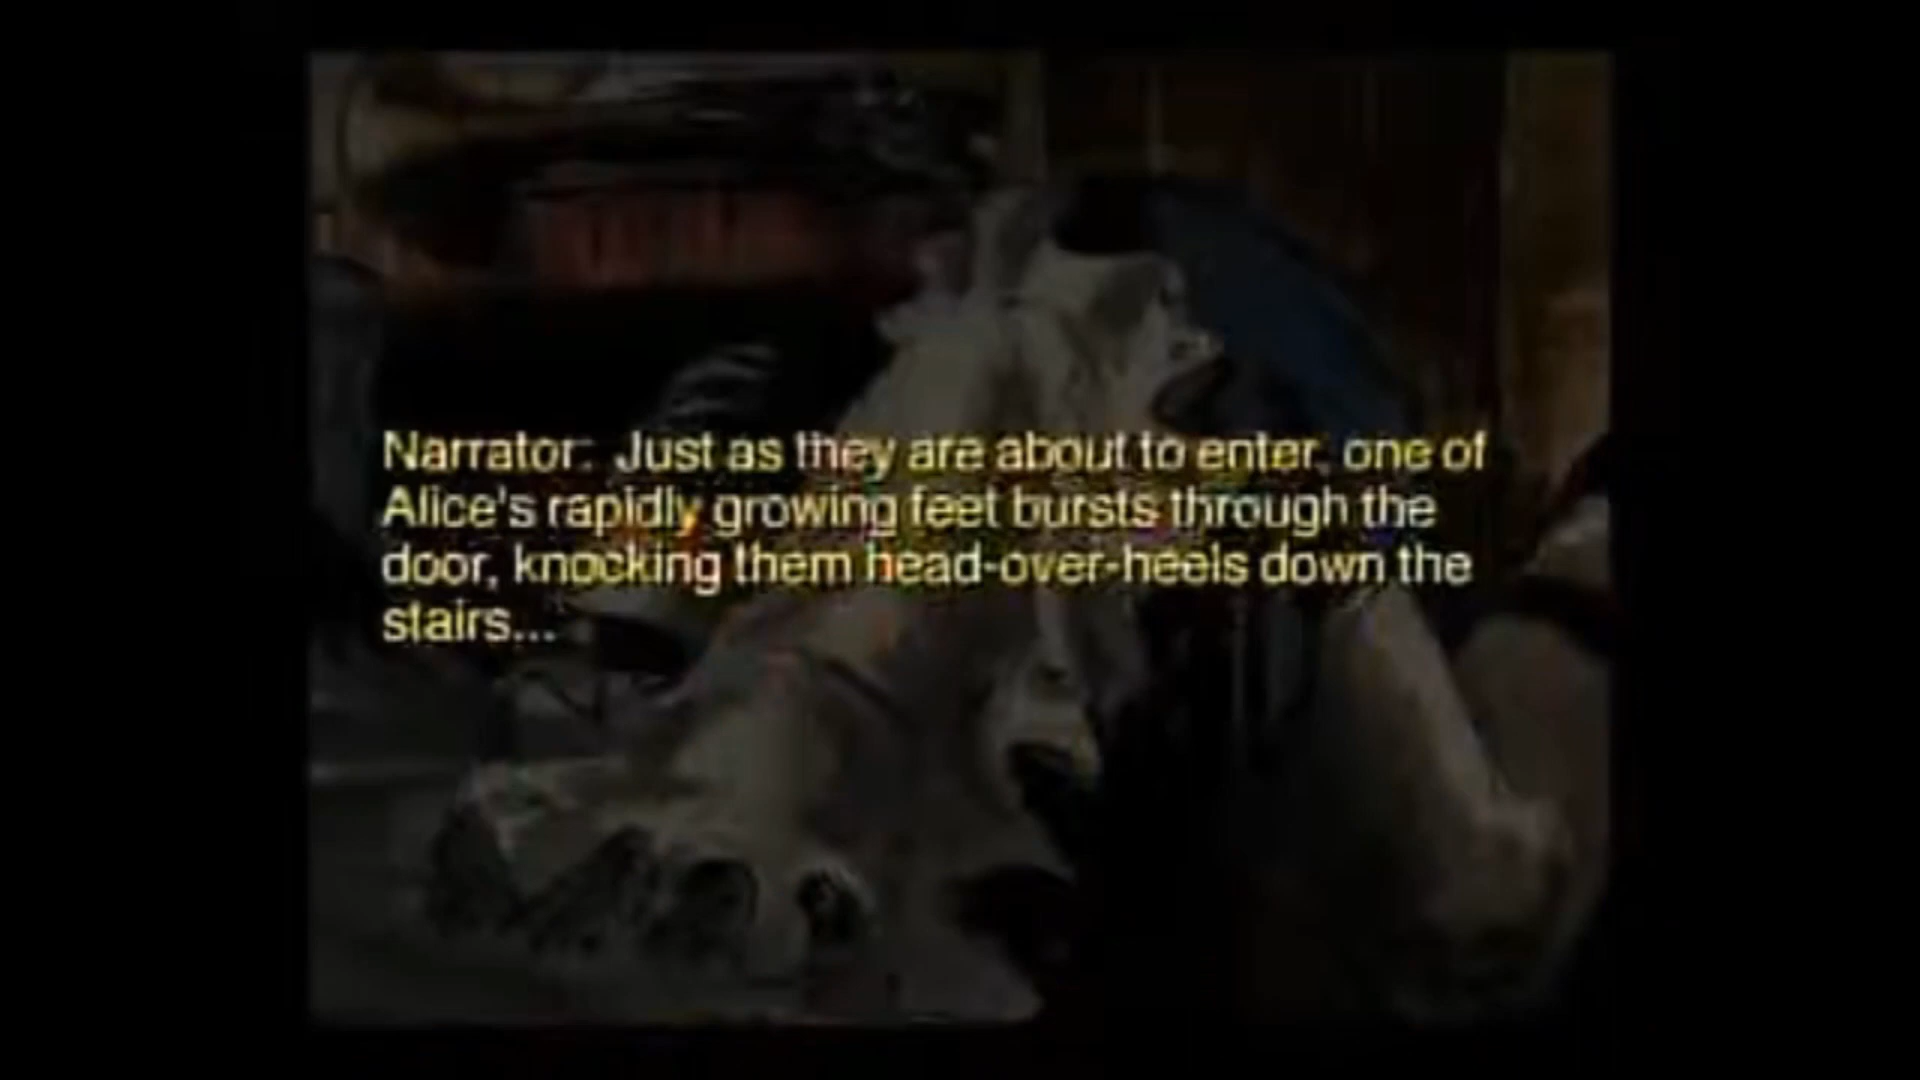 Narrator:  Just as they are about to enter, one of
Alice's rapidly growing feet bursts through the
door, knocking them head-over-heels down the
stairs...